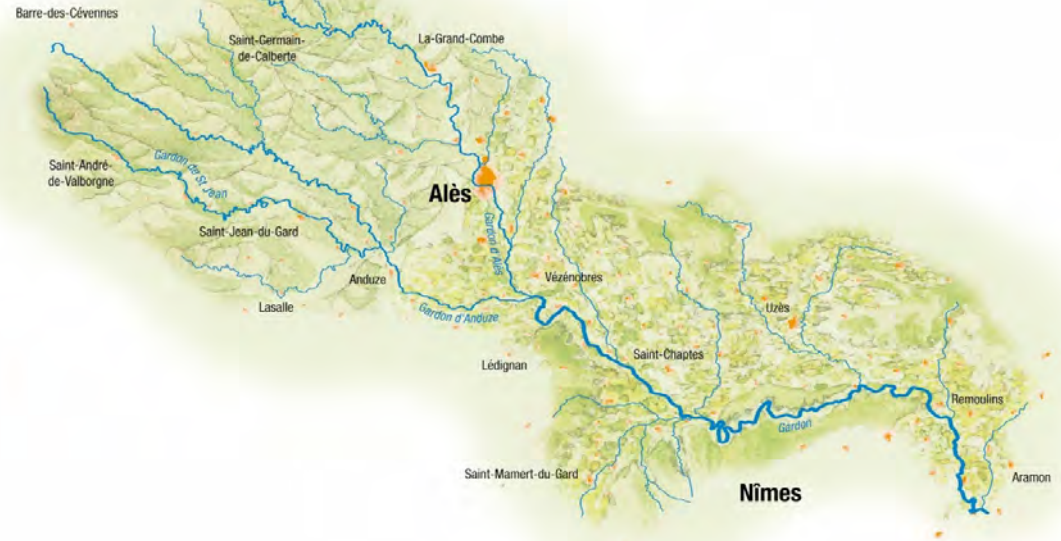 Barre-des-Cévennes
Saint-Germain-
de-Calberte
La-Grand-Combe
Saint-André-
de-Valborgne
Gardon de St Jean
Alès
Gardon d'Alès
Saint-Jean-du-Gard
Anduze
Vézénobres
Lasalle
Gardon d'Anduze
Uzès
Lédignan
Saint-Chaptes
Remoulins
Gardon
Saint-Mamert-du-Gard
Nîmes
Aramon